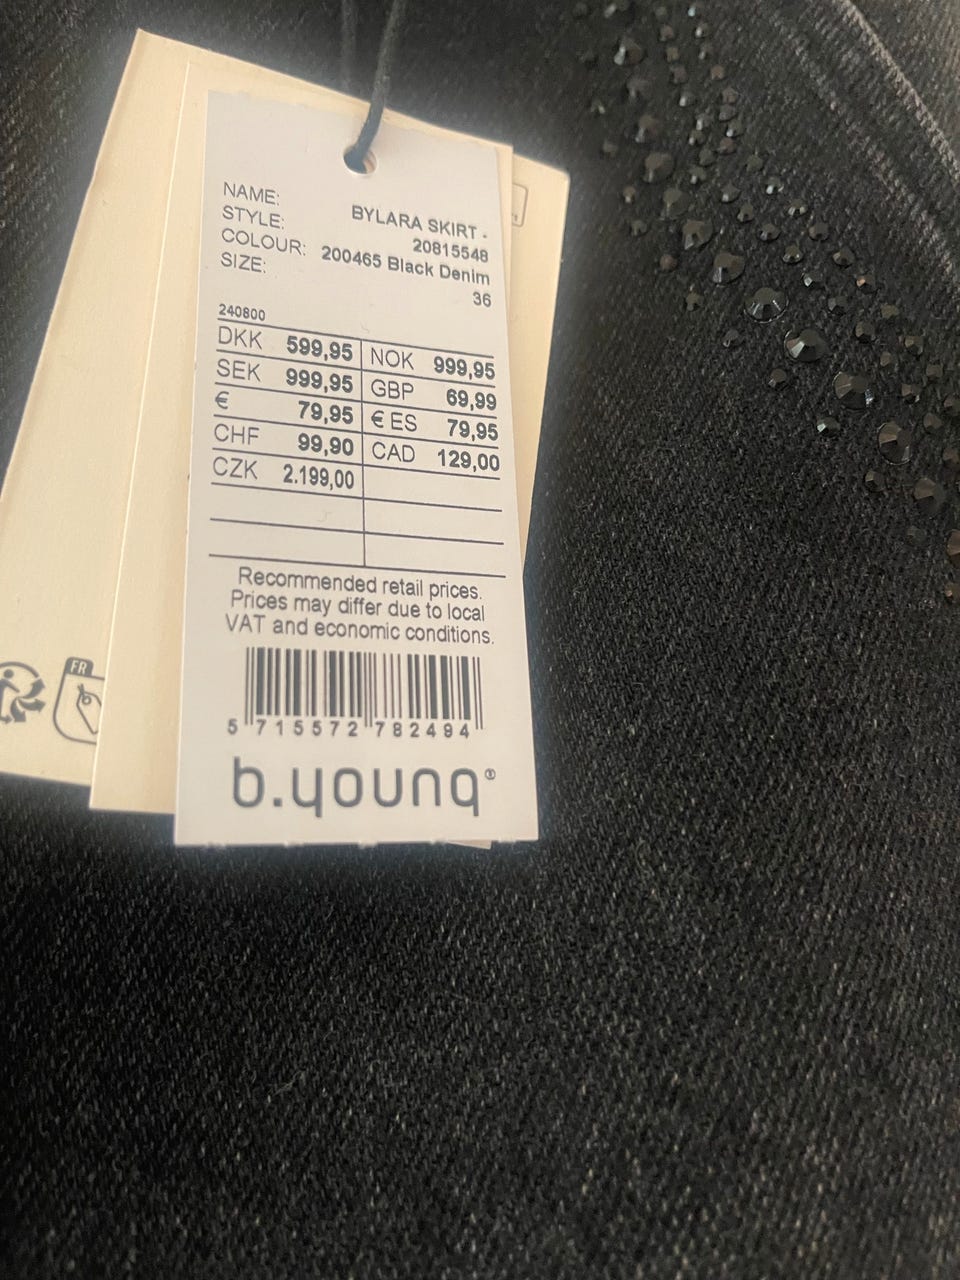 NAME: BYLARA SKIRT -
STYLE: 20815548
COLOUR: 200465 Black Denim
SIZE: 36
240800
DKK 599,95 NOK 999,95
SEK 999,95 GBP 69,99
€ 79,95 € ES 79,95
CHF 99,90 CAD 129,00
CZK 2.199,00
Recommended retail prices.
Prices may differ due to local
VAT and economic conditions.
5 715572 782494
b.young®
FR